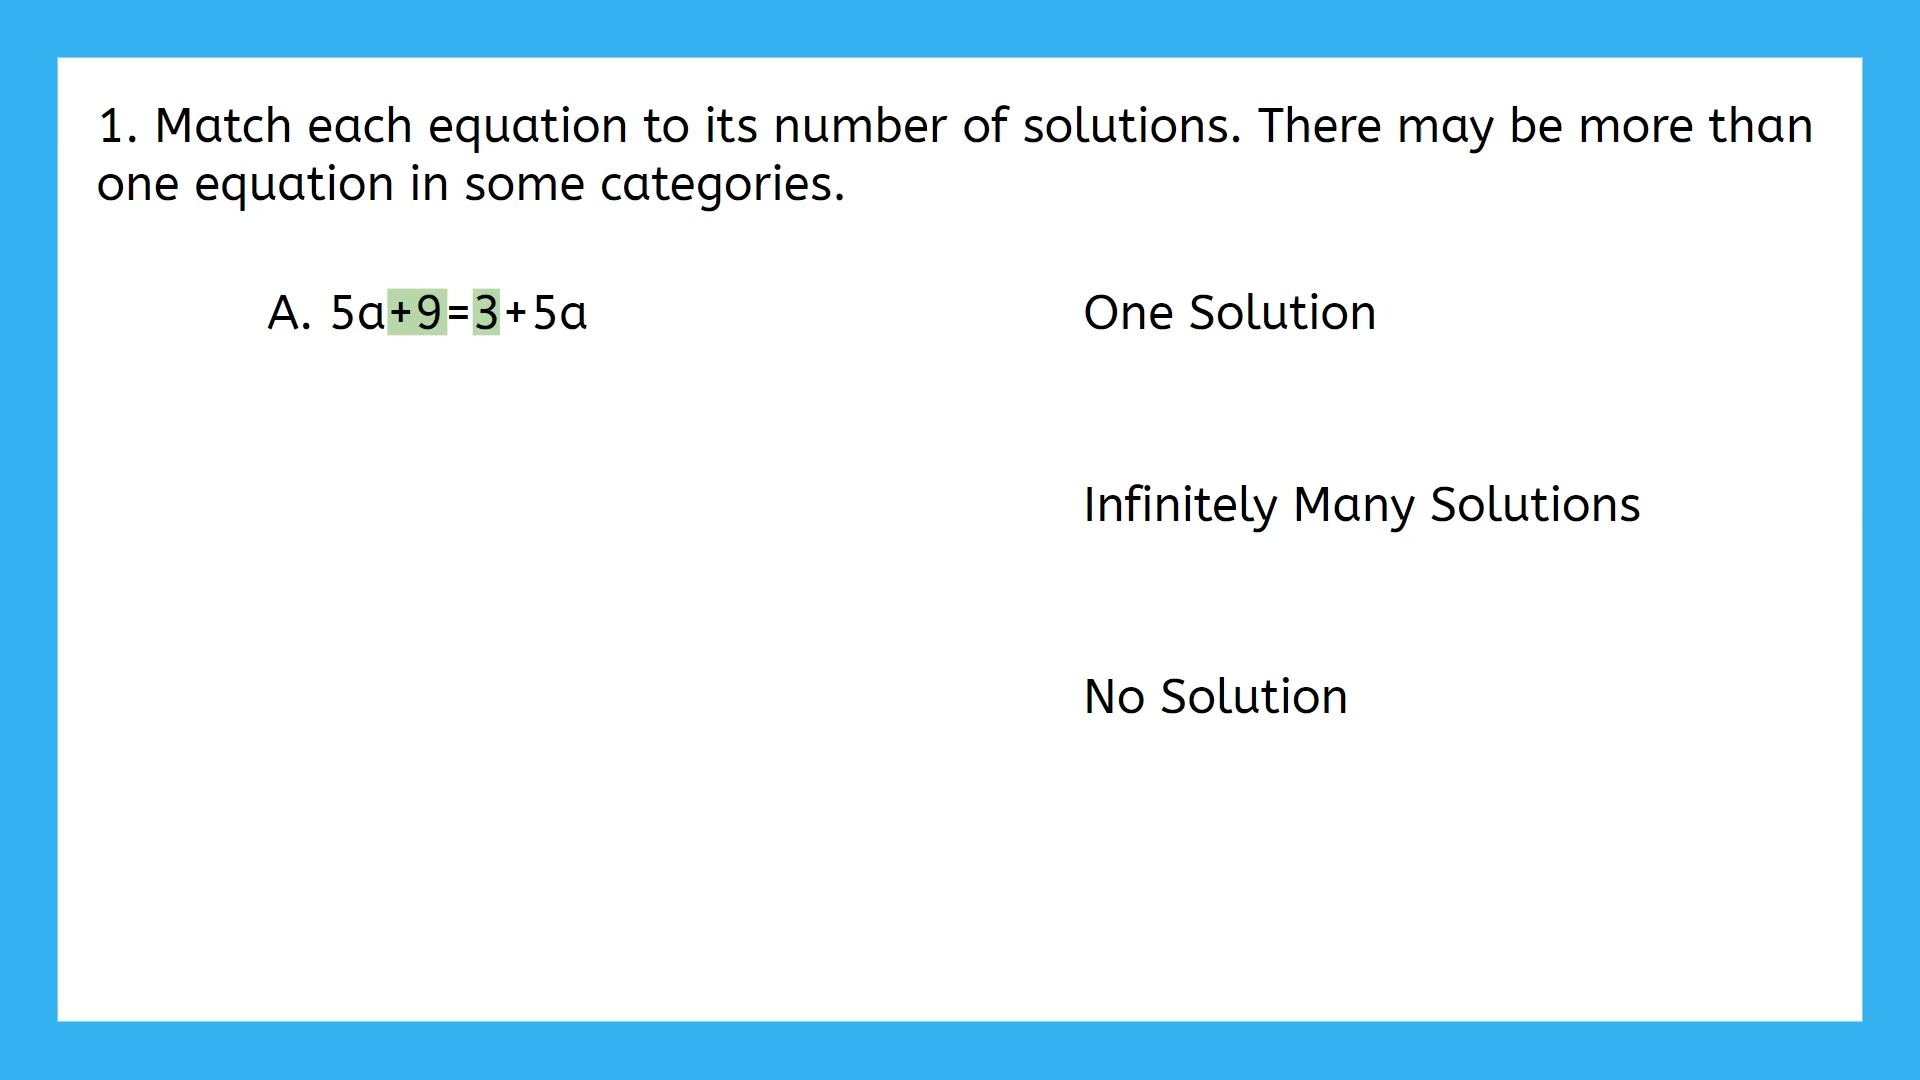 1. Match each equation to its number of solutions. There may be more than
one equation in some categories.
A. 5a+9=3+5a
One Solution
Infinitely Many Solutions
No Solution